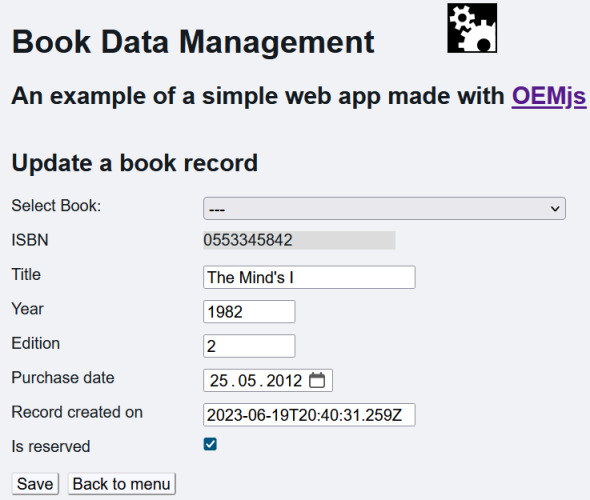 Book Data Management
An example of a simple web app made with OEMjs
Update a book record
Select Book: ---
ISBN 0553345842
Title The Mind's I
Year 1982
Edition 2
Purchase date 25.05.2012
Record created on 2023-06-19T20:40:31.259Z
Is reserved
Save Back to menu